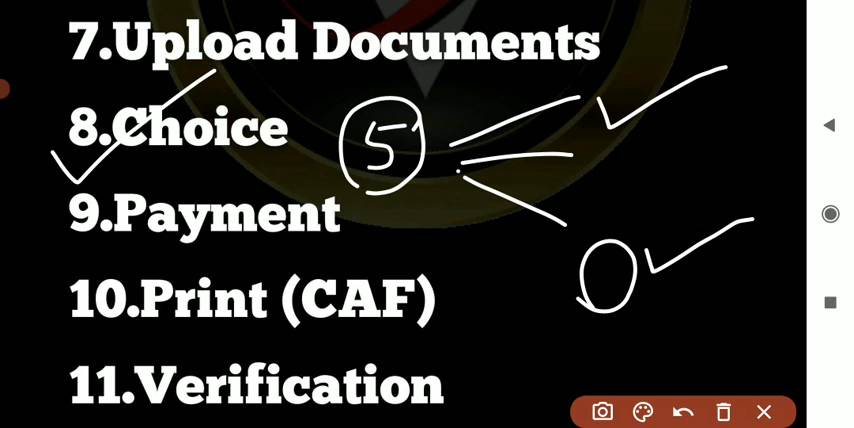 7.Upload Documents
8.Choice 5
9.Payment
0
10.Print (CAF)
11.Verification